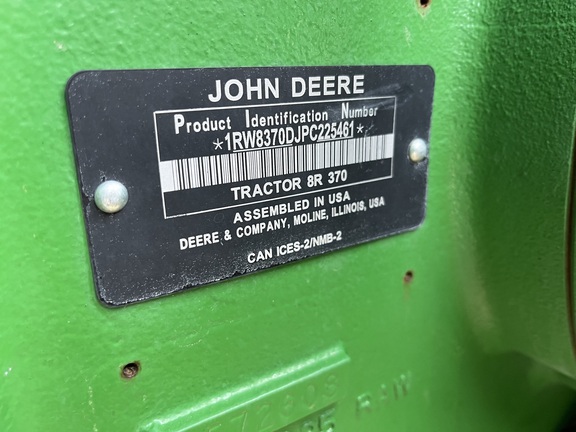 JOHN DEERE
Product Identification Number
*1RW8370DJPC225461*
TRACTOR 8R 370
ASSEMBLED IN USA
DEERE & COMPANY, MOLINE, ILLINOIS, USA
CAN ICES-2/NMB-2
RAW